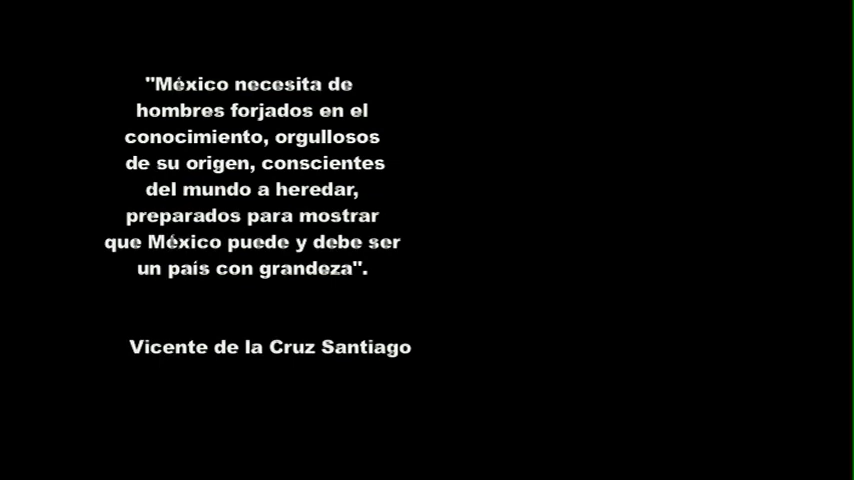 "México necesita de
hombres forjados en el
conocimiento, orgullosos
de su origen, conscientes
del mundo a heredar,
preparados para mostrar
que México puede y debe ser
un país con grandeza".
Vicente de la Cruz Santiago